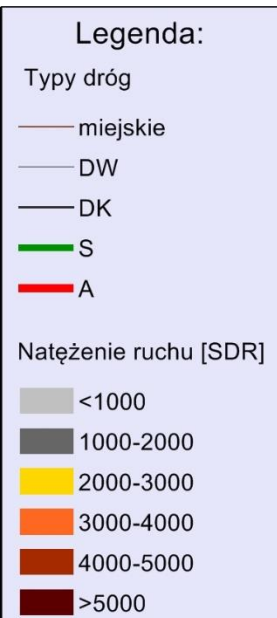 Legenda:
Typy dróg
miejskie
DW
DK
S
A
Natężenie ruchu [SDR]
<1000
1000-2000
2000-3000
3000-4000
4000-5000
>5000